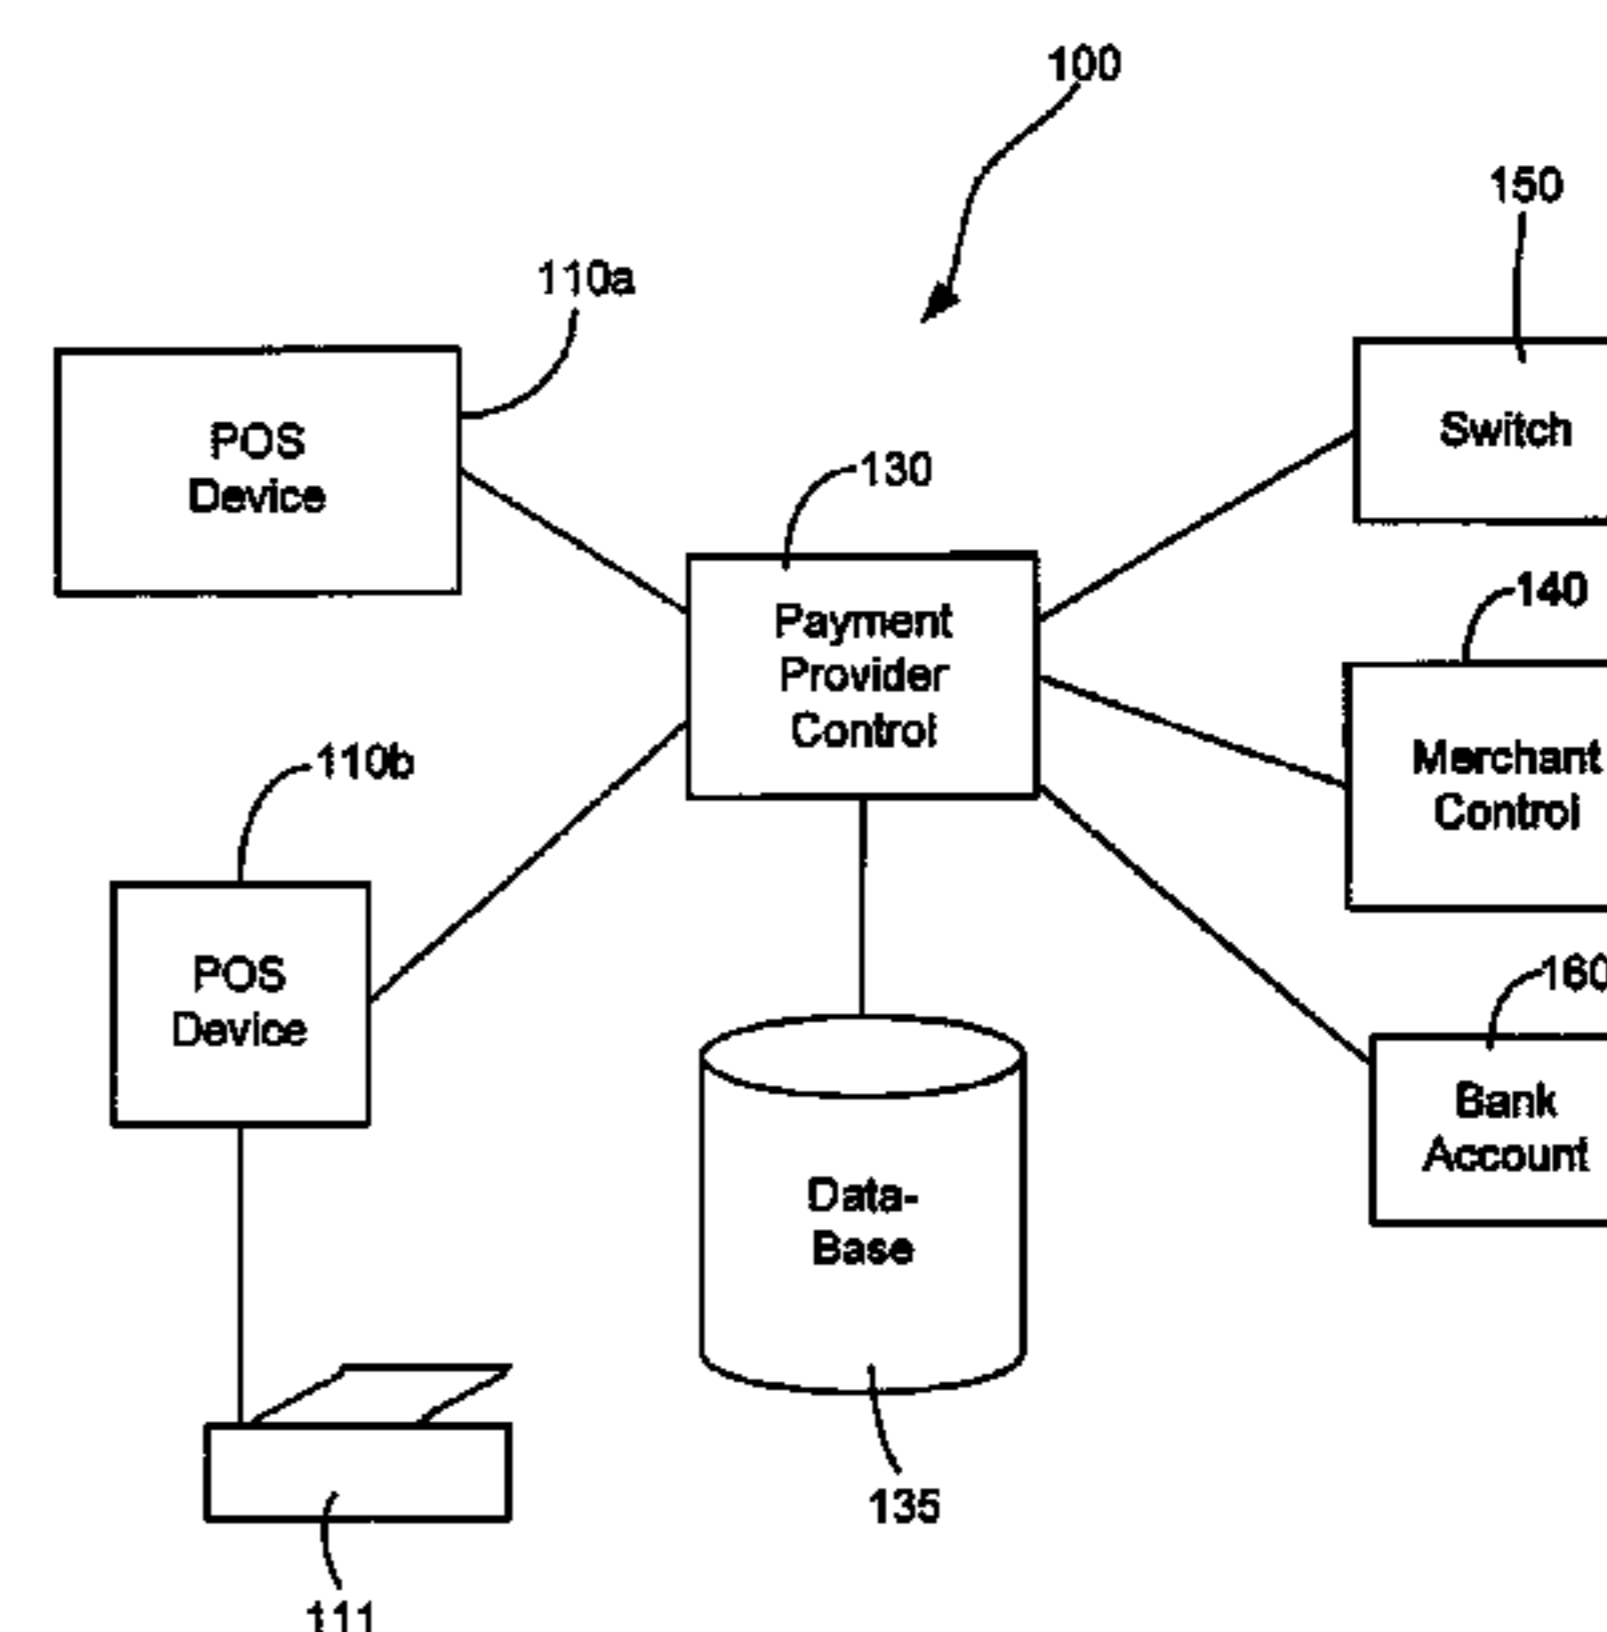 100
150
110a
POS
Device
Switch
130
140
Payment
Provider
Control
110b
Merchant
Control
POS
Device
160
Bank
Account
Data-
Base
135
111